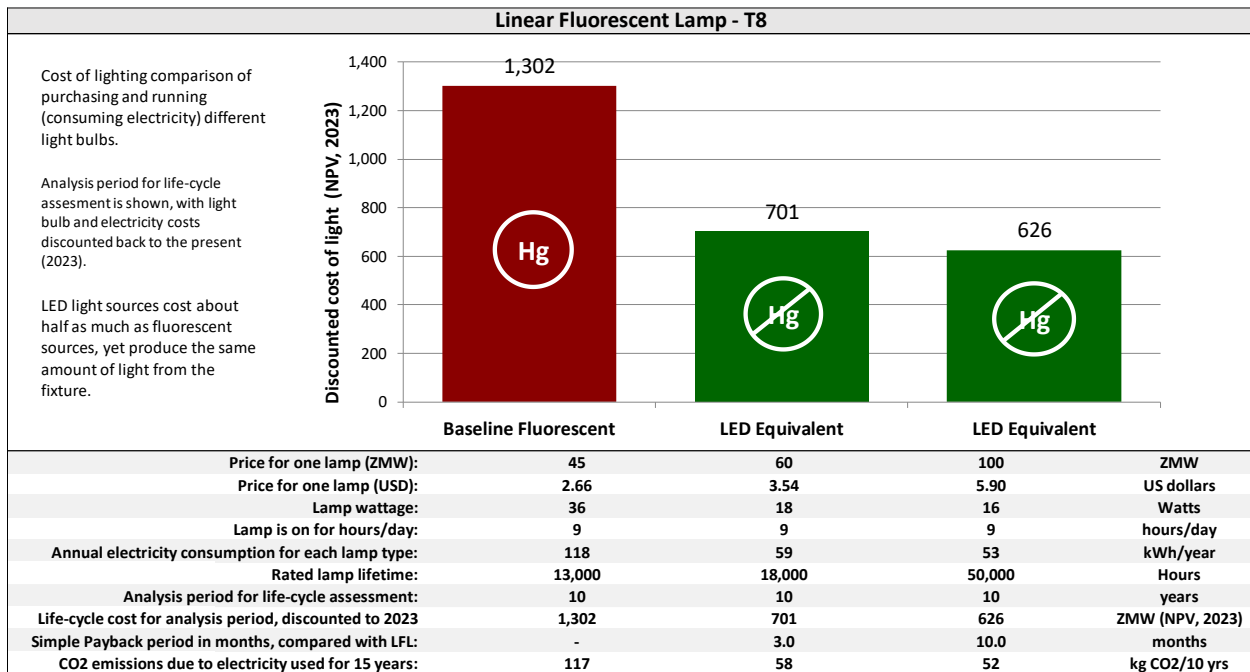 Linear Fluorescent Lamp - T8
Cost of lighting comparison of
purchasing and running
(consuming electricity) different
light bulbs.
Analysis period for life-cycle
assesment is shown, with light
bulb and electricity costs
discounted back to the present
(2023).
LED light sources cost about
half as much as fluorescent
sources, yet produce the same
amount of light from the
fixture.
Discounted cost of light (NPV, 2023)
1,400
1,200
1,000
800
600
400
200
0
1,302
701
626
Hg
Hg
Hg
Baseline Fluorescent LED Equivalent LED Equivalent
Price for one lamp (ZMW): 45 60 100 ZMW
Price for one lamp (USD): 2.66 3.54 5.90 US dollars
Lamp wattage: 36 18 16 Watts
Lamp is on for hours/day: 9 9 9 hours/day
Annual electricity consumption for each lamp type: 118 59 53 kWh/year
Rated lamp lifetime: 13,000 18,000 50,000 Hours
Analysis period for life-cycle assessment: 10 10 10 years
Life-cycle cost for analysis period, discounted to 2023 1,302 701 626 ZMW (NPV, 2023)
Simple Payback period in months, compared with LFL: - 3.0 10.0 months
CO2 emissions due to electricity used for 15 years: 117 58 52 kg CO2/10 yrs